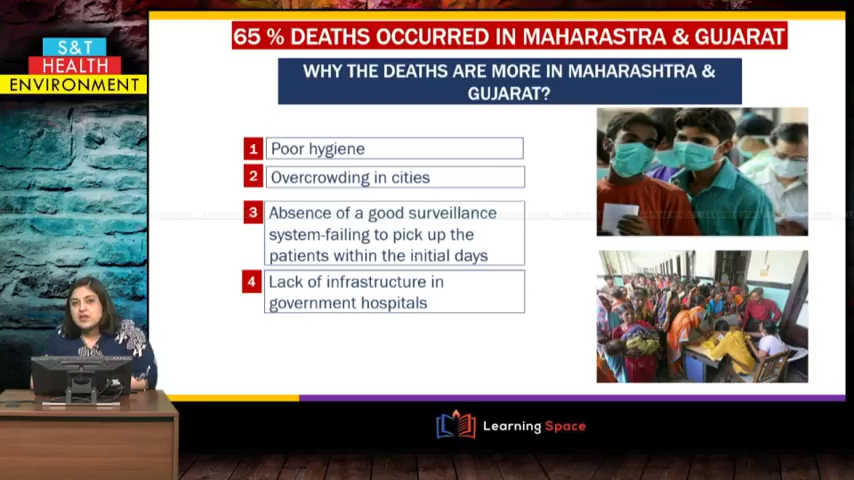 S&T
HEALTH
ENVIRONMENT
65 % DEATHS OCCURRED IN MAHARASTRA & GUJARAT
WHY THE DEATHS ARE MORE IN MAHARASHTRA &
GUJARAT?
1 Poor hygiene
2 Overcrowding in cities
3 Absence of a good surveillance
system-failing to pick up the
patients within the initial days
4 Lack of infrastructure in
government hospitals
Learning Space